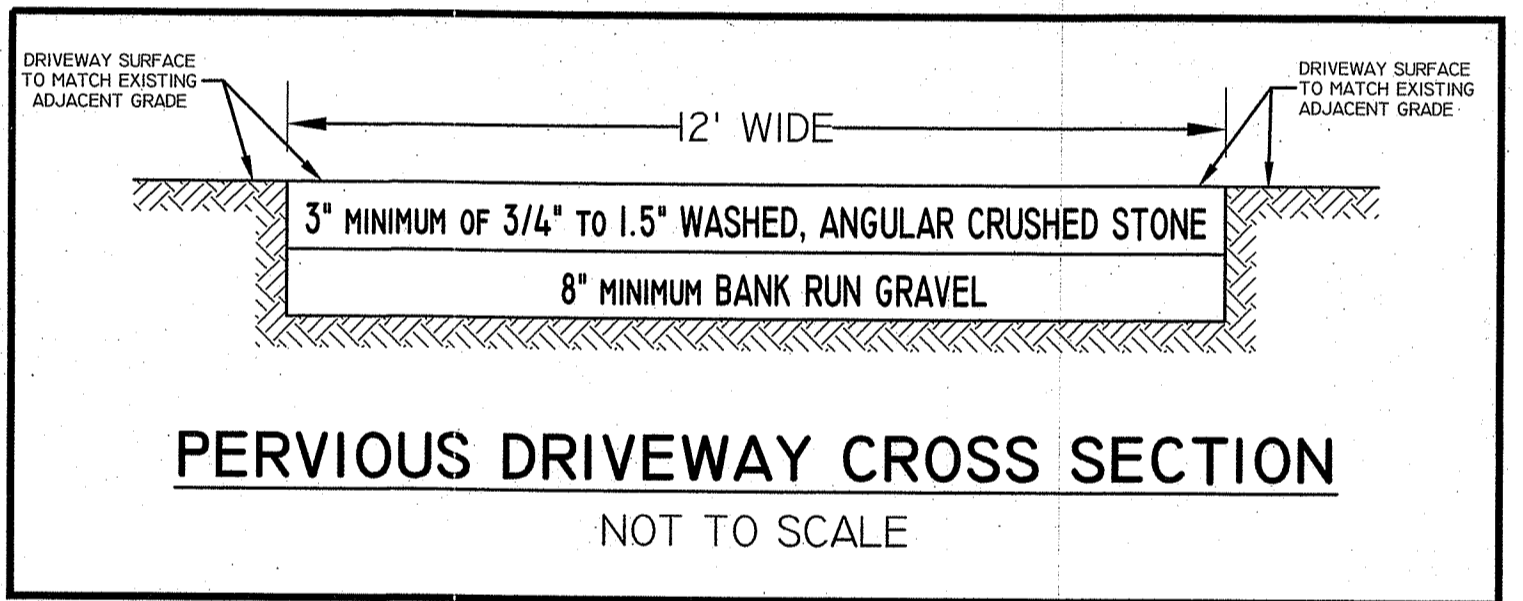 DRIVEWAY SURFACE
TO MATCH EXISTING
ADJACENT GRADE
DRIVEWAY SURFACE
TO MATCH EXISTING
ADJACENT GRADE
12' WIDE
3" MINIMUM OF 3/4" TO 1.5" WASHED, ANGULAR CRUSHED STONE
8" MINIMUM BANK RUN GRAVEL
PERVIOUS DRIVEWAY CROSS SECTION
NOT TO SCALE